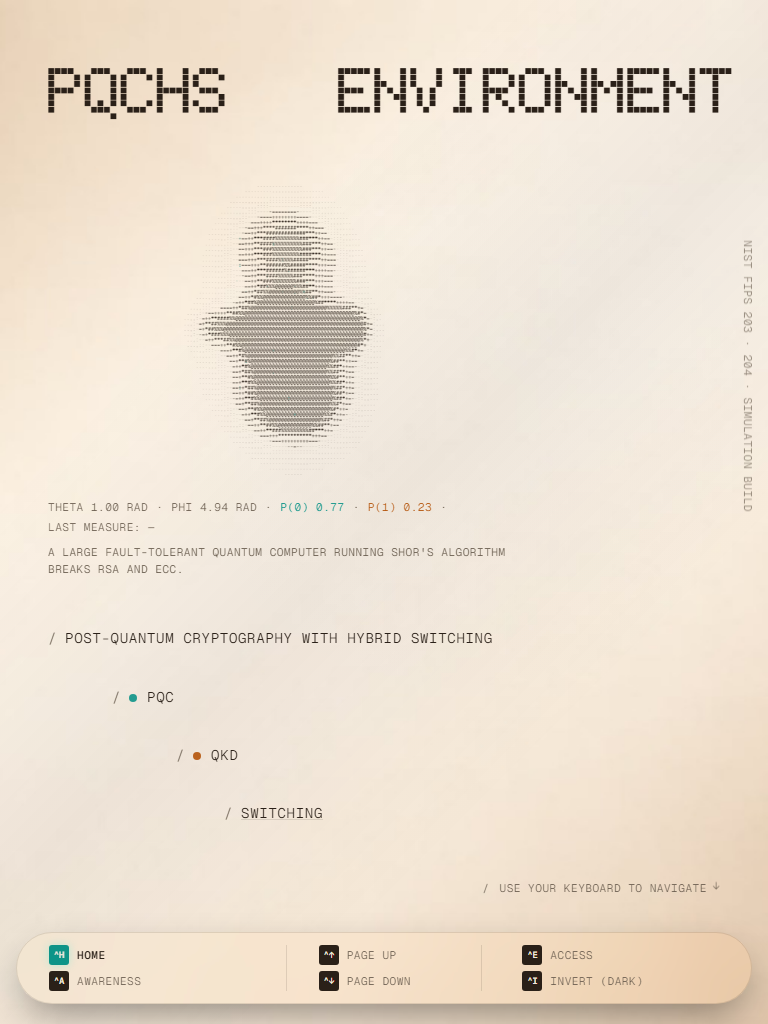 PQCHS ENVIRONMENT
NIST FIPS 203 · 204 · SIMULATION BUILD
THETA 1.00 RAD · PHI 4.94 RAD · P(0) 0.77 · P(1) 0.23 ·
LAST MEASURE: —
A LARGE FAULT-TOLERANT QUANTUM COMPUTER RUNNING SHOR'S ALGORITHM
BREAKS RSA AND ECC.
/ POST-QUANTUM CRYPTOGRAPHY WITH HYBRID SWITCHING
/ ● PQC
/ ● QKD
/ SWITCHING
/ USE YOUR KEYBOARD TO NAVIGATE ↓
^H HOME
^A AWARENESS
^↑ PAGE UP
^↓ PAGE DOWN
^E ACCESS
^I INVERT (DARK)